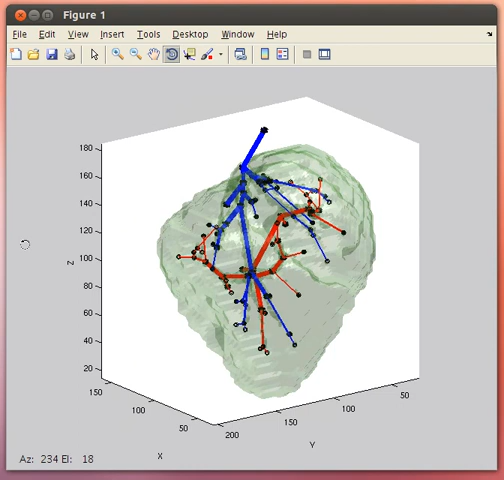 Figure 1
File Edit View Insert Tools Desktop Window Help
180
160
140
120
100
80
60
40
20
Z
150
100
50
X
200
150
100
50
Y
Az: 234 El: 18